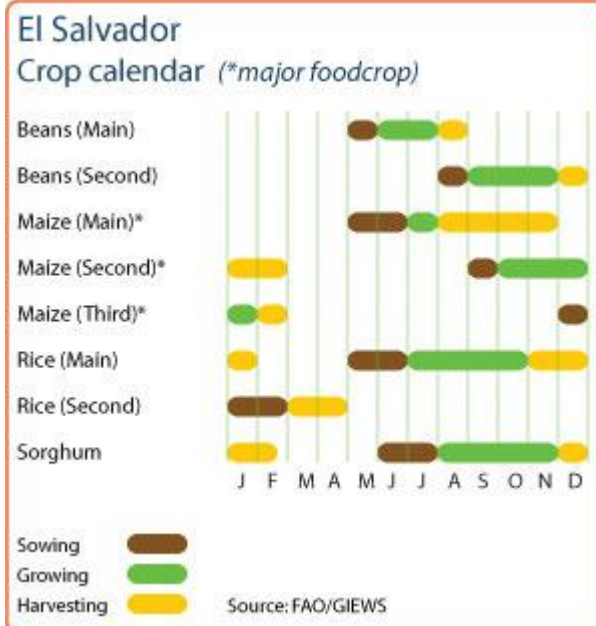 El Salvador
Crop calendar (*major foodcrop)
Beans (Main)
Beans (Second)
Maize (Main)*
Maize (Second)*
Maize (Third)*
Rice (Main)
Rice (Second)
Sorghum
J F M A M J J A S O N D
Sowing
Growing
Harvesting Source: FAO/GIEWS